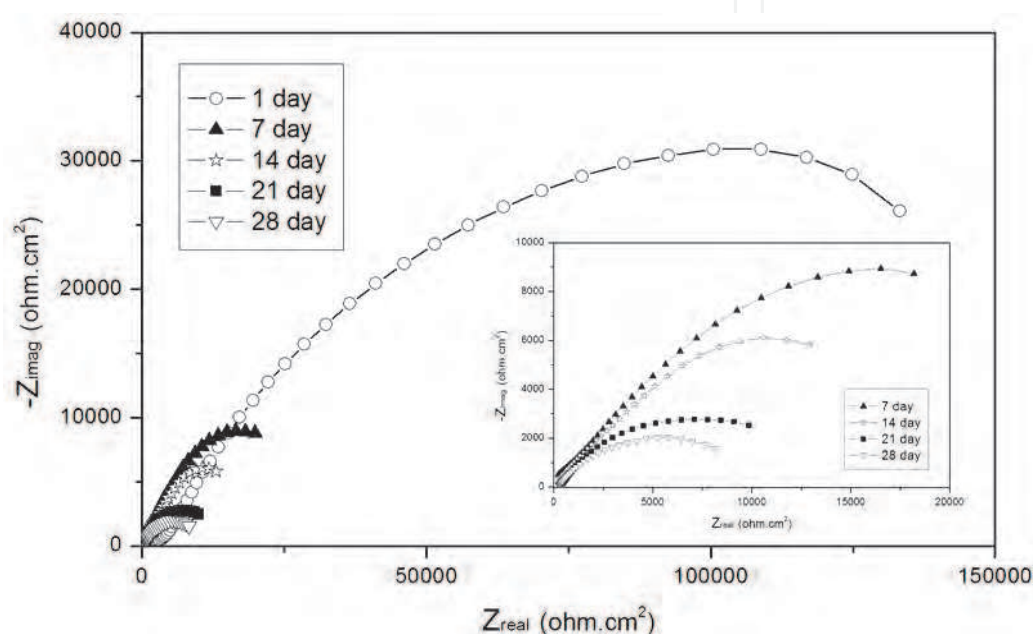 40000
30000
20000
10000
0
-Zimag (ohm.cm2)
1 day
7 day
14 day
21 day
28 day
10000
8000
6000
4000
2000
0
-Zimag (ohm.cm2)
7 day
14 day
21 day
28 day
0 5000 10000 15000 20000
Zreal (ohm.cm2)
0 50000 100000 150000
Zreal (ohm.cm2)